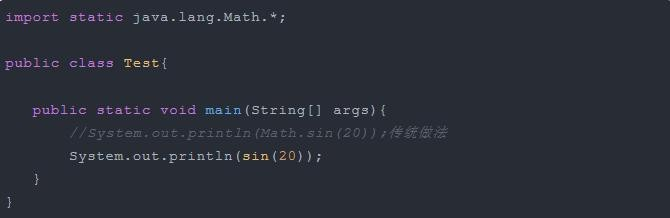 import static java.lang.Math.*;
public class Test{
public static void main(String[] args){
//System.out.println(Math.sin(20));传统做法
System.out.println(sin(20));
}
}